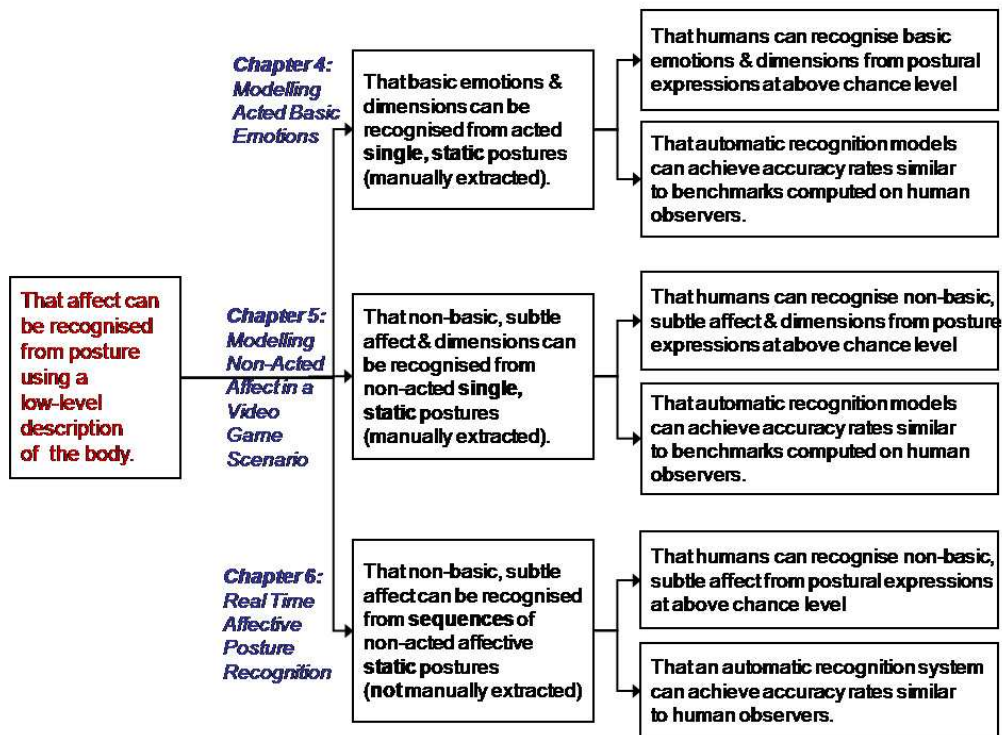 That affect can
be recognised
from posture
using a
low-level
description
of the body.
Chapter 4:
Modelling
Acted Basic
Emotions
That basic emotions &
dimensions can be
recognised from acted
single, static postures
(manually extracted).
That humans can recognise basic
emotions & dimensions from postural
expressions at above chance level
That automatic recognition models
can achieve accuracy rates similar
to benchmarks computed on human
observers.
Chapter 5:
Modelling
Non-Acted
Affect in a
Video
Game
Scenario
That non-basic, subtle
affect & dimensions can
be recognised from
non-acted single,
static postures
(manually extracted).
That humans can recognise non-basic,
subtle affect & dimensions from posture
expressions at above chance level
That automatic recognition models
can achieve accuracy rates similar
to benchmarks computed on human
observers.
Chapter 6:
Real Time
Affective
Posture
Recognition
That non-basic, subtle
affect can be recognised
from sequences of
non-acted affective
static postures
(not manually extracted)
That humans can recognise non-basic,
subtle affect from postural expressions
at above chance level
That an automatic recognition system
can achieve accuracy rates similar
to human observers.